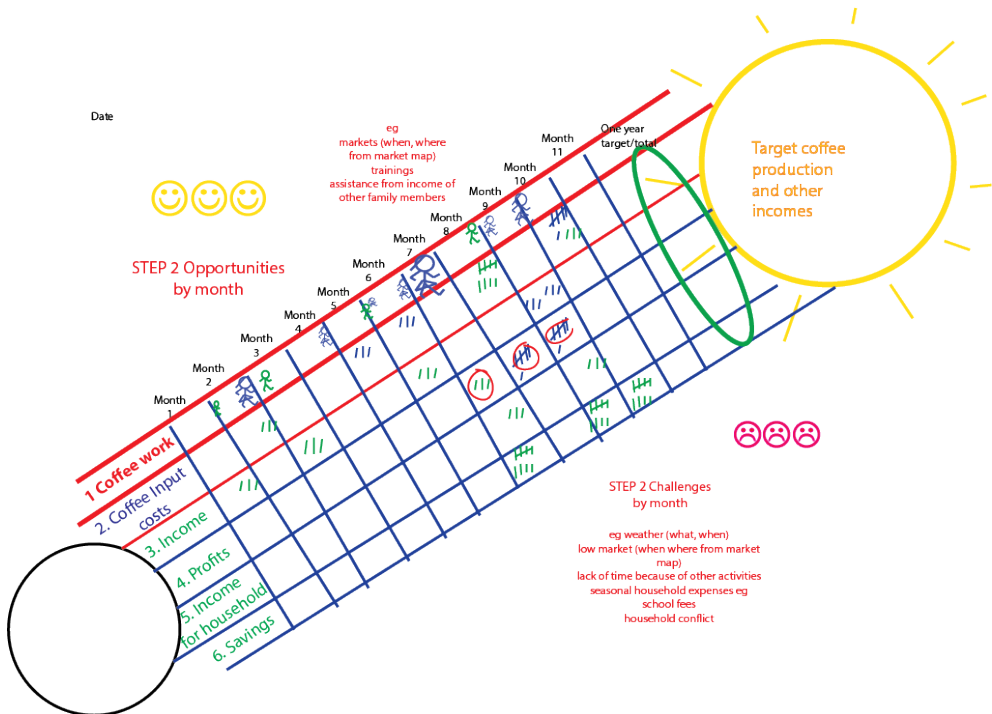 Date
eg
markets (when, where
from market map)
trainings
assistance from income of
other family members
STEP 2 Opportunities
by month
Month
1
Month
2
Month
3
Month
4
Month
5
Month
6
Month
7
Month
8
Month
9
Month
10
Month
11
One year
target/total
Target coffee
production
and other
incomes
1 Coffee work
2. Coffee Input
costs
3. Income
4. Profits
5. Income
for household
6. Savings
STEP 2 Challenges
by month
eg weather (what, when)
low market (when where from market
map)
lack of time because of other activities
seasonal household expenses eg
school fees
household conflict